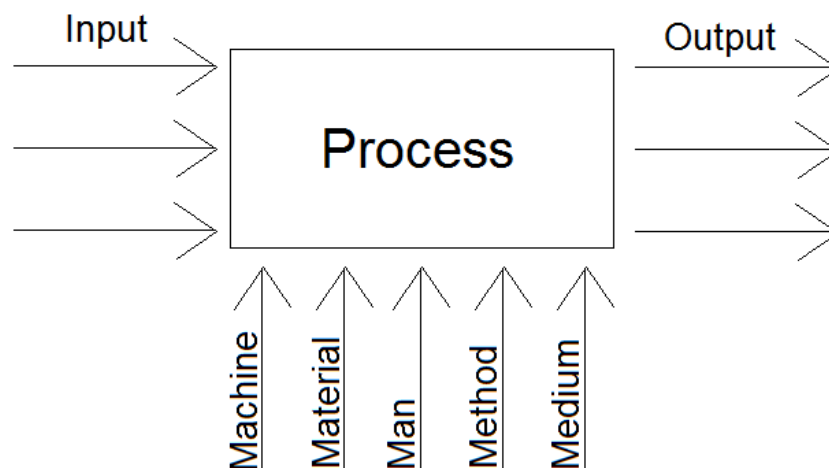 Input
Output
Process
Machine
Material
Man
Method
Medium